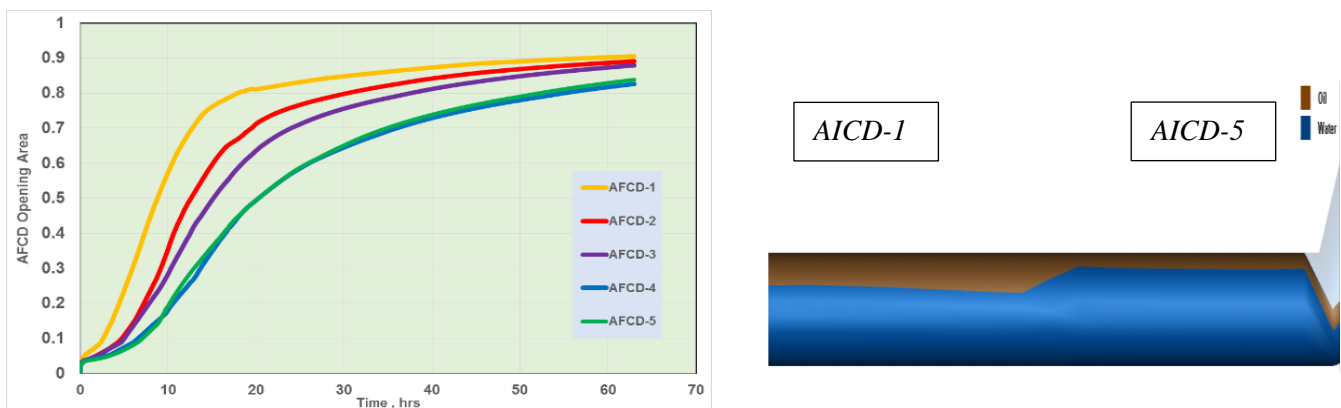 1
0.9
0.8
0.7
0.6
0.5
0.4
0.3
0.2
0.1
0
AFCD Opening Area
AFCD-1
AFCD-2
AFCD-3
AFCD-4
AFCD-5
0 10 20 30 40 50 60 70
Time , hrs
AICD-1
AICD-5
Oil
Water